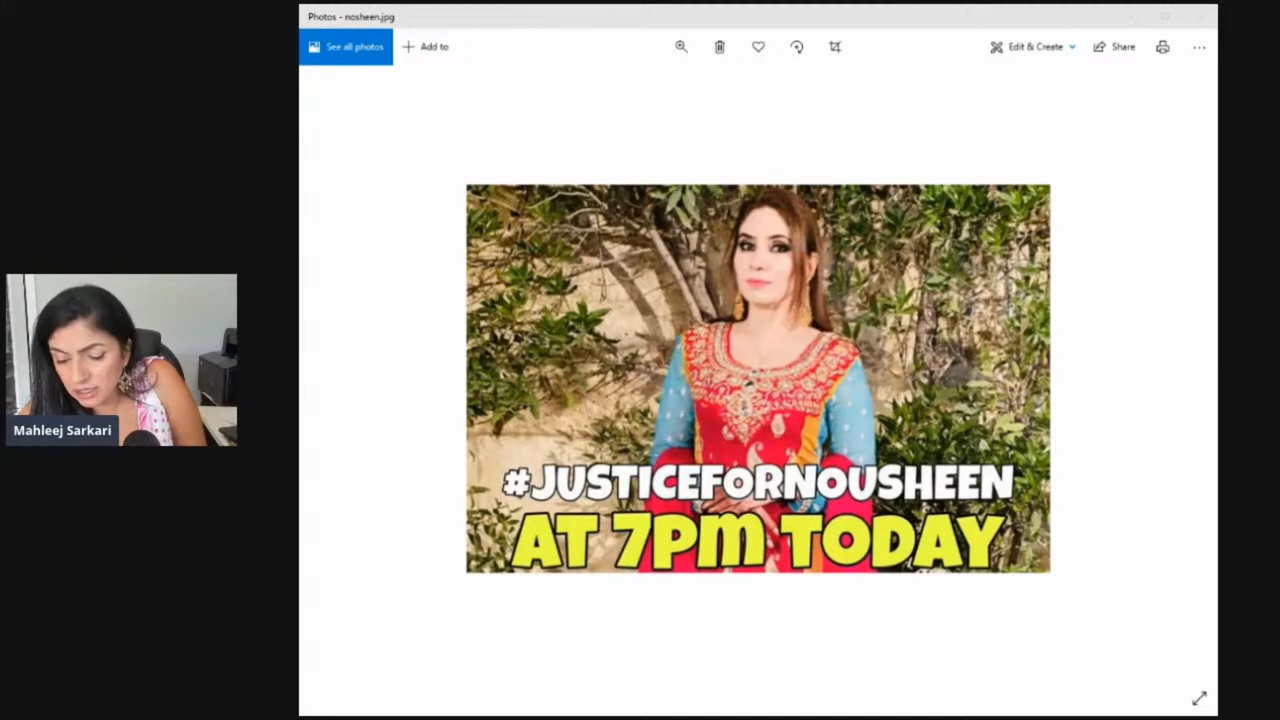 Photos - nosheen.jpg
See all photos
Add to
Edit & Create
Share
Mahleej Sarkari
#JUSTICEFORNOUSHEEN
AT 7PM TODAY